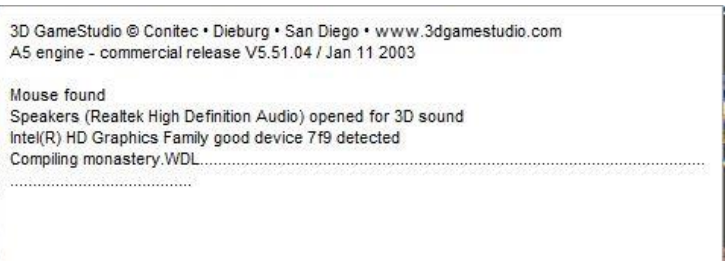 3D GameStudio © Conitec • Dieburg • San Diego • www.3dgamestudio.com
A5 engine - commercial release V5.51.04 / Jan 11 2003
Mouse found
Speakers (Realtek High Definition Audio) opened for 3D sound
Intel(R) HD Graphics Family good device 7f9 detected
Compiling monastery.WDL..............................................................................................................................
.......................................